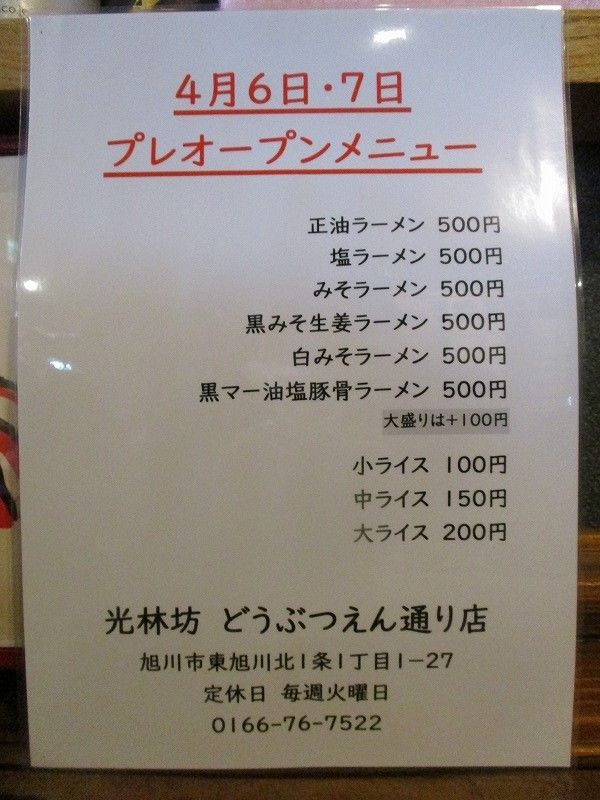 co.jp
4月6日・7日
プレオープンメニュー
正油ラーメン 500円
塩ラーメン 500円
みそラーメン 500円
黒みそ生姜ラーメン 500円
白みそラーメン 500円
黒マー油塩豚骨ラーメン 500円
大盛りは+100円
小ライス 100円
中ライス 150円
大ライス 200円
光林坊 どうぶつえん通り店
旭川市東旭川北1条1丁目1-27
定休日 毎週火曜日
0166-76-7522